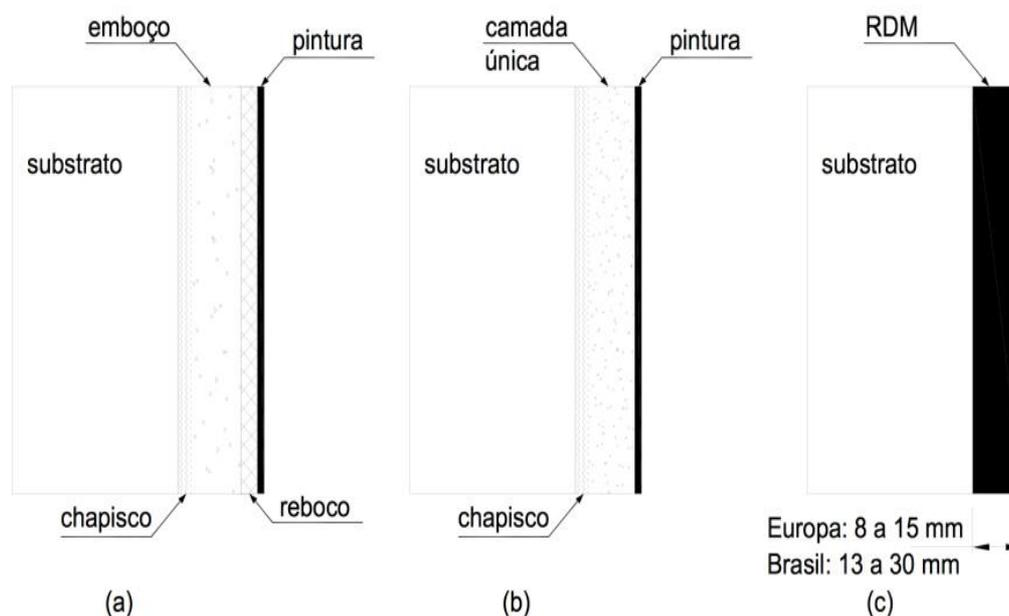 emboço
pintura
substrato
chapisco
reboco
(a)
camada
única
pintura
substrato
chapisco
(b)
RDM
substrato
Europa: 8 a 15 mm
Brasil: 13 a 30 mm
(c)